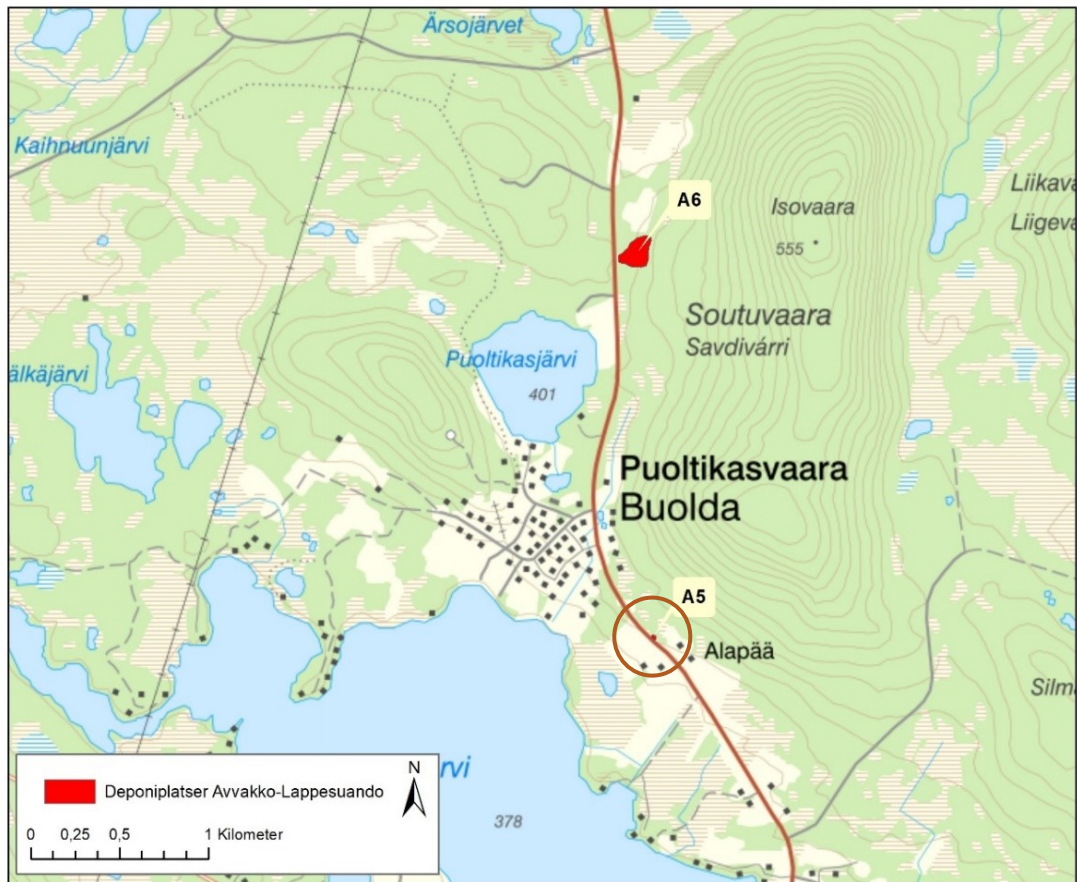 Ärsojärvet
Kaihnuunjärvi
A6
Isovaara
555
Soutuvaara
Savdivárri
Puoltikasjärvi
401
älkäjärvi
Puoltikasvaara
Buolda
A5
Alapää
Silm
Liikava
Liigeva
rvi
378
Deponiplatser Avvakko-Lappesuando
N
0 0,25 0,5 1 Kilometer